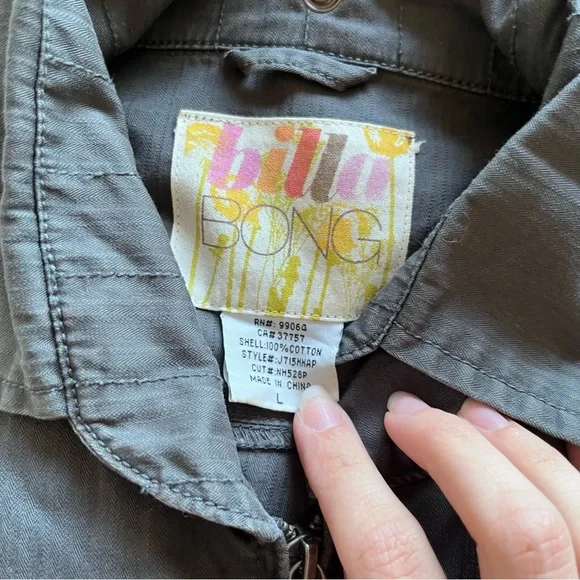 billa
BONG
RN#: 99064
CA# 37757
SHELL:100%COTTON
STYLE#:J715HHAP
CUT#:NH528P
MADE IN CHINA
L